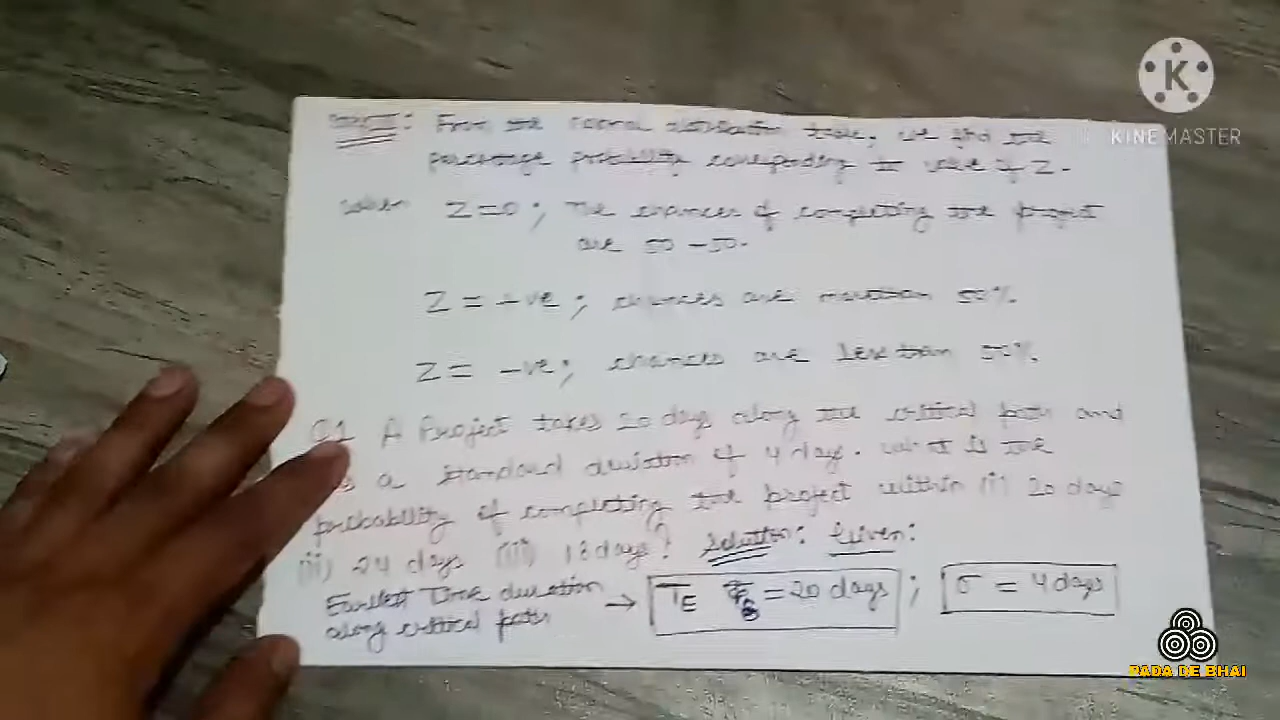 From the normal distribution table, we find the
percentage probability corresponding to value of Z.
when Z = 0 ; The chances of completing the project
are 50 - 50.
Z = +ve ; chances are more than 50%.
Z = -ve ; chances are less than 50%.
Q1 A Project takes 20 days along the critical path and
a standard deviation of 4 days. what is the
probability of completing the project within (i) 20 days
(ii) 24 days (iii) 18 days? Solution: Given:
Earliest Time duration
along critical path → TE = 20 days ; σ = 4 days
K
KINEMASTER
BADA DE BHAI